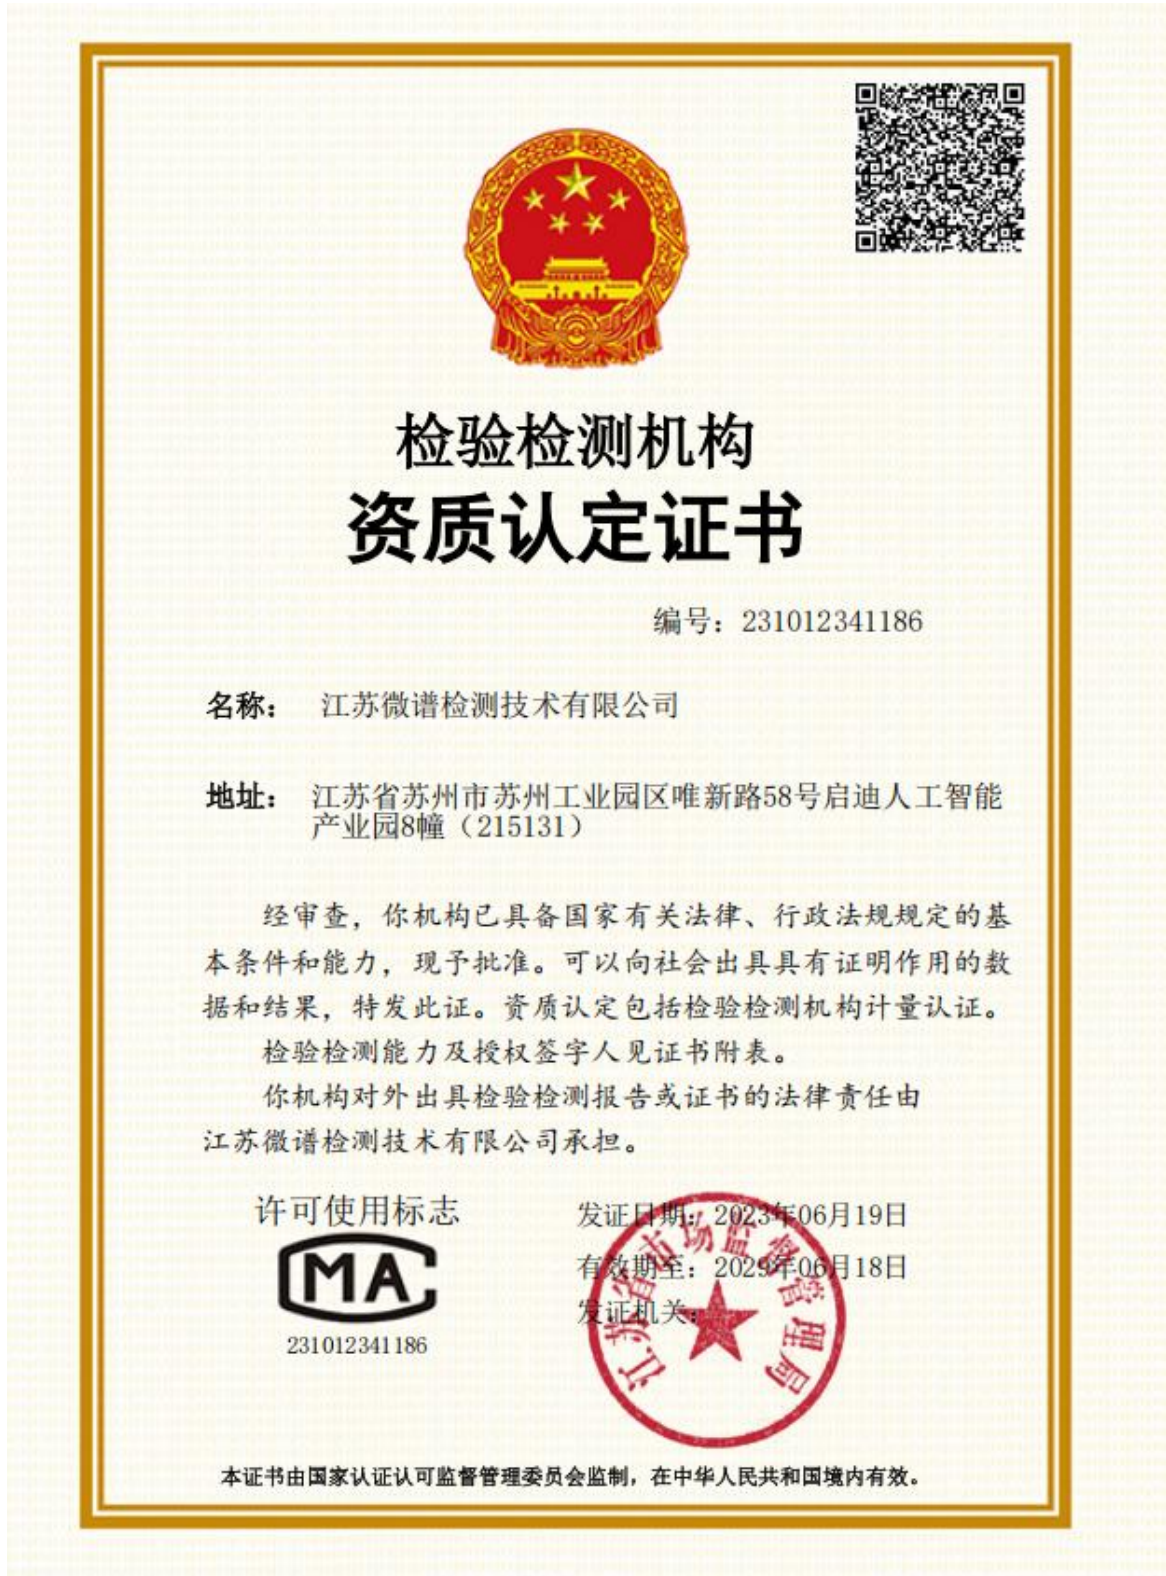 检验检测机构
资质认定证书
编号：231012341186
名称： 江苏微谱检测技术有限公司
地址： 江苏省苏州市苏州工业园区唯新路58号启迪人工智能
产业园8幢（215131）
经审查，你机构已具备国家有关法律、行政法规规定的基
本条件和能力，现予批准。可以向社会出具具有证明作用的数
据和结果，特发此证。资质认定包括检验检测机构计量认证。
检验检测能力及授权签字人见证书附表。
你机构对外出具检验检测报告或证书的法律责任由
江苏微谱检测技术有限公司承担。
许可使用标志
MA
231012341186
发证日期：2023年06月19日
有效期至：2029年06月18日
发证机关：
江苏省市场监督管理局
本证书由国家认证认可监督管理委员会监制，在中华人民共和国境内有效。